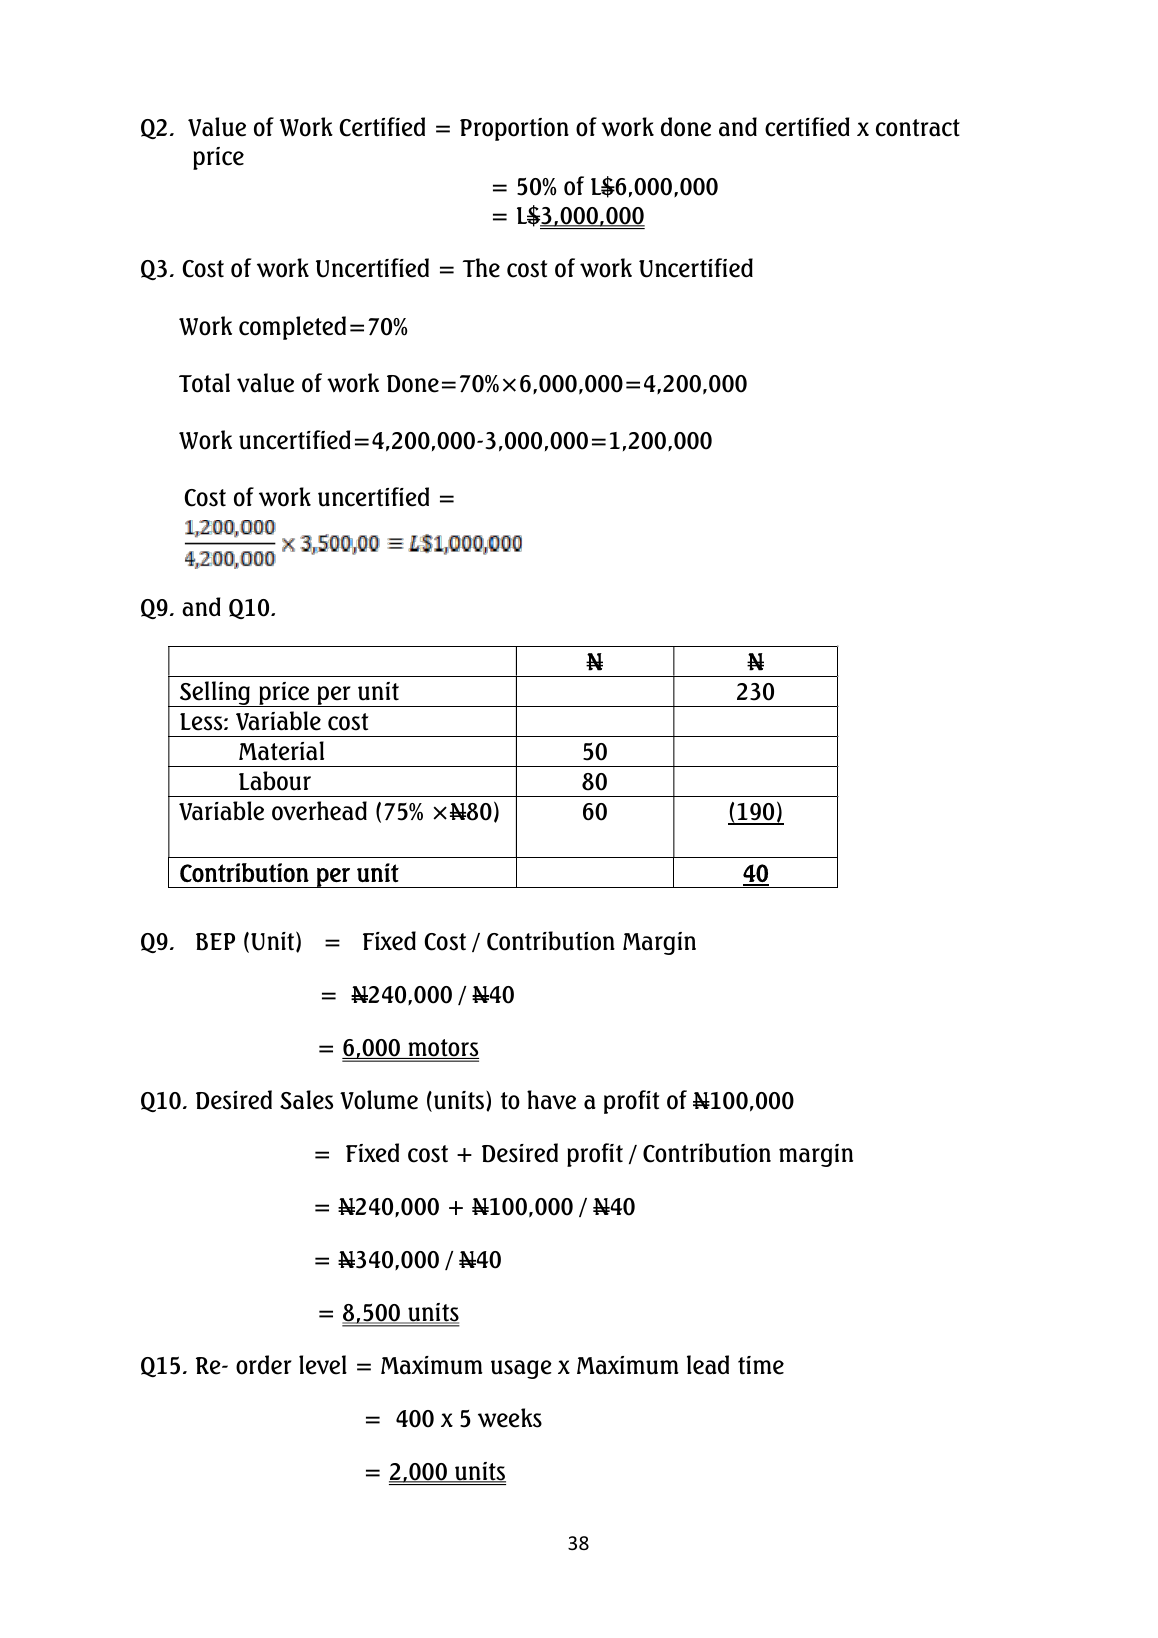 Q2. Value of Work Certified = Proportion of work done and certified x contract
price
= 50% of L$6,000,000
= L$3,000,000
Q3. Cost of work Uncertified = The cost of work Uncertified
Work completed=70%
Total value of work Done=70%×6,000,000=4,200,000
Work uncertified=4,200,000-3,000,000=1,200,000
Cost of work uncertified =
1,200,000
4,200,000 × 3,500,00 ≡ L$1,000,000
Q9. and Q10.
₦ ₦
Selling price per unit 230
Less: Variable cost
Material 50
Labour 80
Variable overhead (75% ×₦80) 60 (190)
Contribution per unit 40
Q9. BEP (Unit) = Fixed Cost / Contribution Margin
= ₦240,000 / ₦40
= 6,000 motors
Q10. Desired Sales Volume (units) to have a profit of ₦100,000
= Fixed cost + Desired profit / Contribution margin
= ₦240,000 + ₦100,000 / ₦40
= ₦340,000 / ₦40
= 8,500 units
Q15. Re- order level = Maximum usage x Maximum lead time
= 400 x 5 weeks
= 2,000 units
38